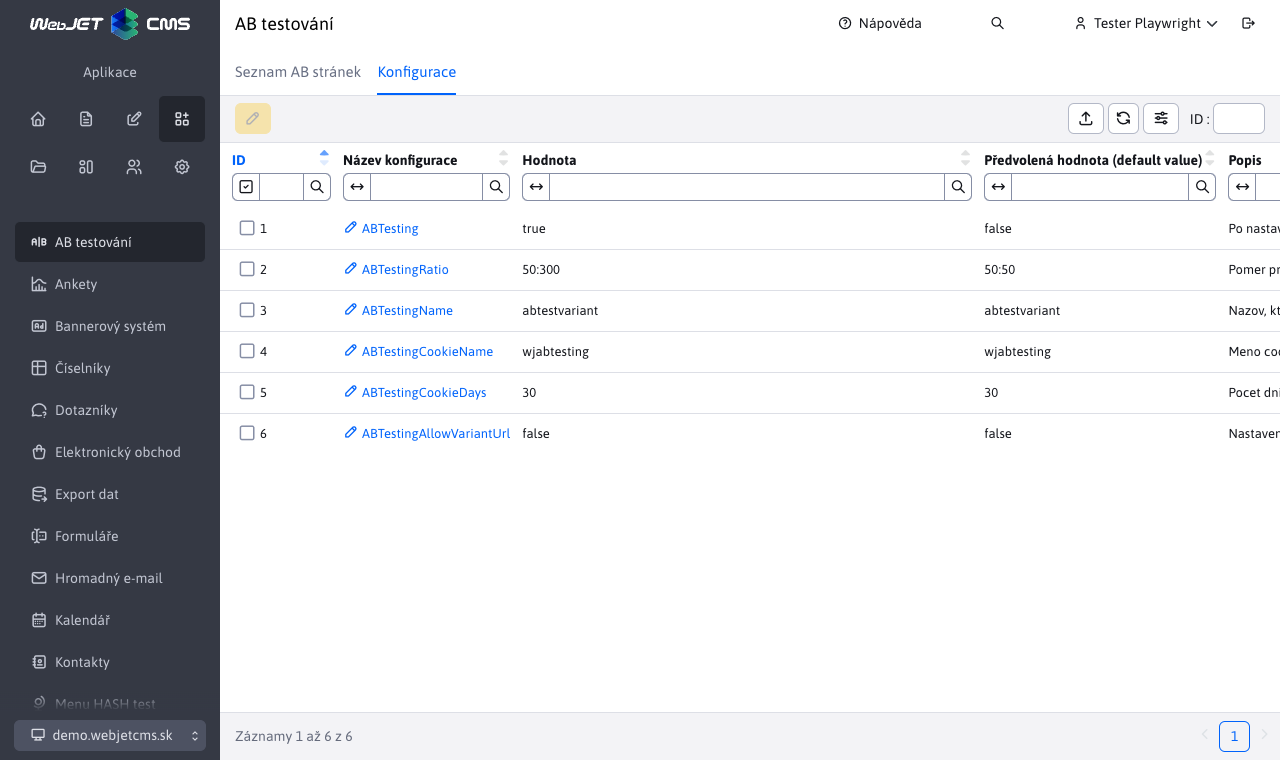 WebJET CMS
AB testování
Nápověda
Tester Playwright
Aplikace
Seznam AB stránek
Konfigurace
ID :
ID
Název konfigurace
Hodnota
Předvolená hodnota (default value)
Popis
1 ABTesting true false Po nastav
2 ABTestingRatio 50:300 50:50 Pomer pr
3 ABTestingName abtestvariant abtestvariant Nazov, kt
4 ABTestingCookieName wjabtesting wjabtesting Meno coo
5 ABTestingCookieDays 30 30 Pocet dni
6 ABTestingAllowVariantUrl false false Nastaven
AB testování
Ankety
Bannerový systém
Číselníky
Dotazníky
Elektronický obchod
Export dat
Formuláře
Hromadný e-mail
Kalendář
Kontakty
Menu HASH test
demo.webjetcms.sk
Záznamy 1 až 6 z 6
1